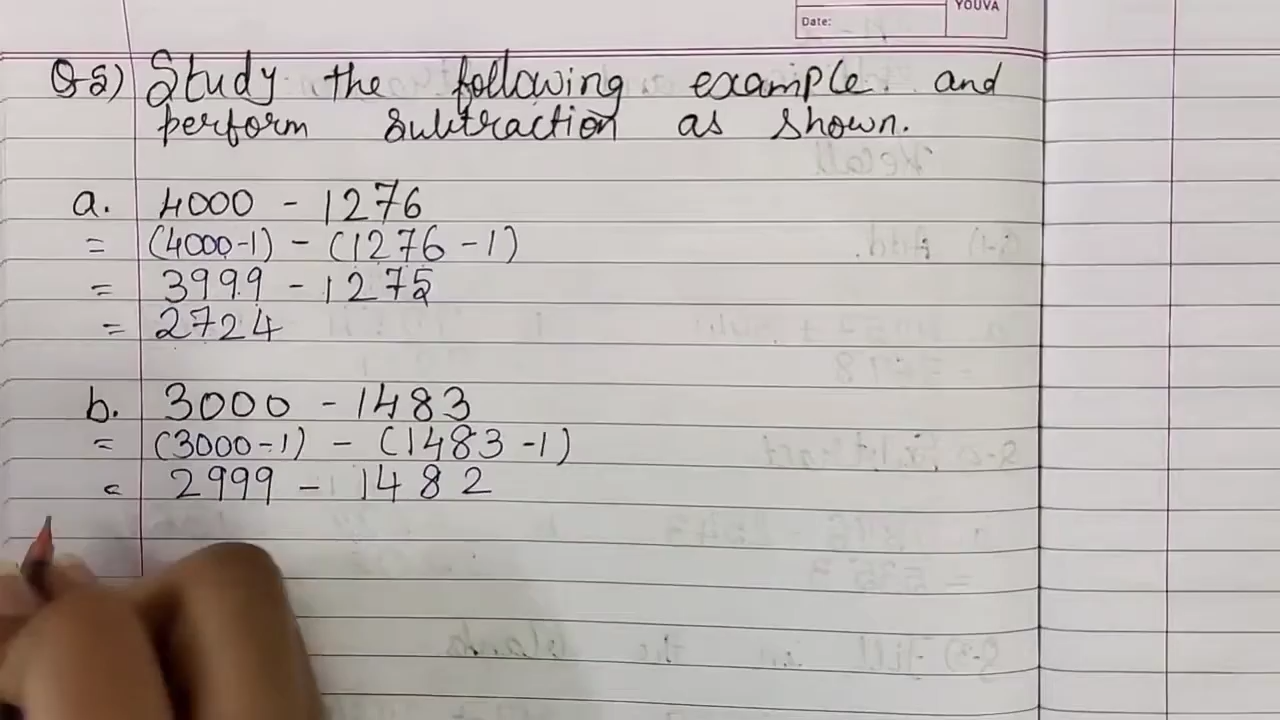 YOUVA
Date:
Q-2) Study the following example. and
perform subtraction as shown.
a. 4000 - 1276
= (4000-1) - (1276 -1)
= 3999 - 1275
= 2724
b. 3000 - 1483
= (3000-1) - (1483 -1)
= 2999 - 1482